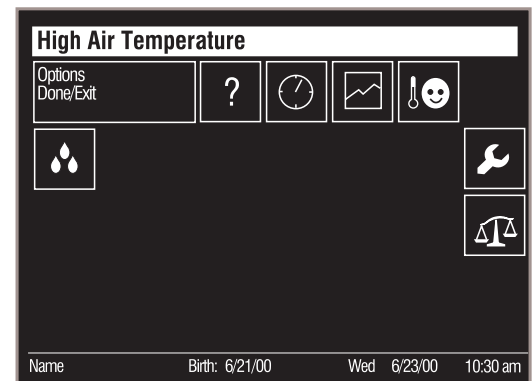 High Air Temperature
Options
Done/Exit
?
Name Birth: 6/21/00 Wed 6/23/00 10:30 am